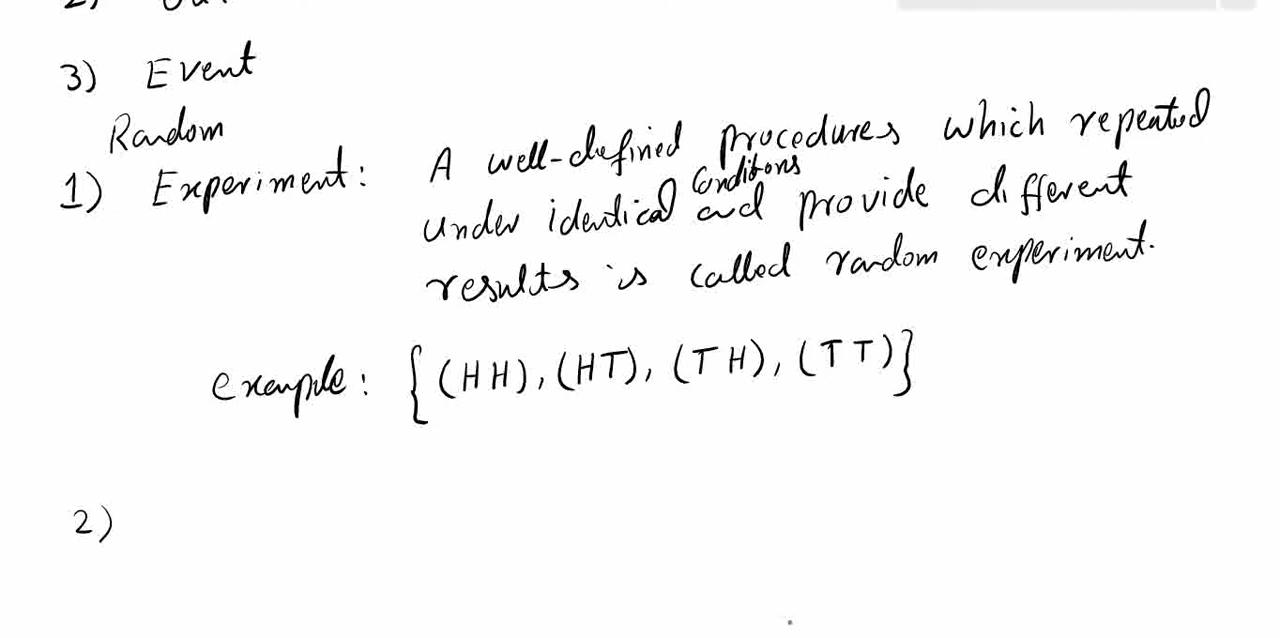 2)
3) Event
Random
1) Experiment: A well-defined procedures which repeated
under identical conditions and provide different
results is called random experiment.
example: {(HH), (HT), (TH), (TT)}
2)